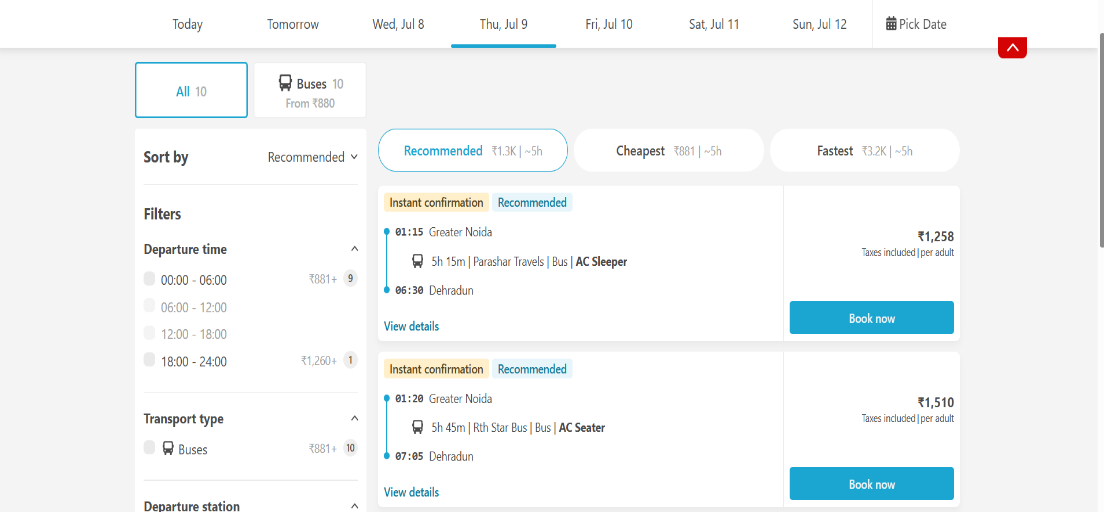 Today Tomorrow Wed, Jul 8 Thu, Jul 9 Fri, Jul 10 Sat, Jul 11 Sun, Jul 12 Pick Date
All 10
Buses 10
From ₹880
Sort by Recommended
Filters
Departure time
00:00 - 06:00 ₹881+ 9
06:00 - 12:00
12:00 - 18:00
18:00 - 24:00 ₹1,260+ 1
Transport type
Buses ₹881+ 10
Departure station
Recommended ₹1.3K | ~5h
Cheapest ₹881 | ~5h
Fastest ₹3.2K | ~5h
Instant confirmation Recommended
01:15 Greater Noida
5h 15m | Parashar Travels | Bus | AC Sleeper
06:30 Dehradun
View details
₹1,258
Taxes included | per adult
Book now
Instant confirmation Recommended
01:20 Greater Noida
5h 45m | Rth Star Bus | Bus | AC Seater
07:05 Dehradun
View details
₹1,510
Taxes included | per adult
Book now